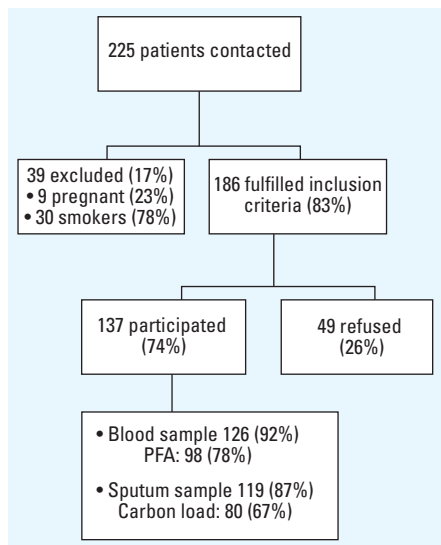 225 patients contacted
39 excluded (17%)
• 9 pregnant (23%)
• 30 smokers (78%)
186 fulfilled inclusion
criteria (83%)
137 participated
(74%)
49 refused
(26%)
• Blood sample 126 (92%)
PFA: 98 (78%)
• Sputum sample 119 (87%)
Carbon load: 80 (67%)